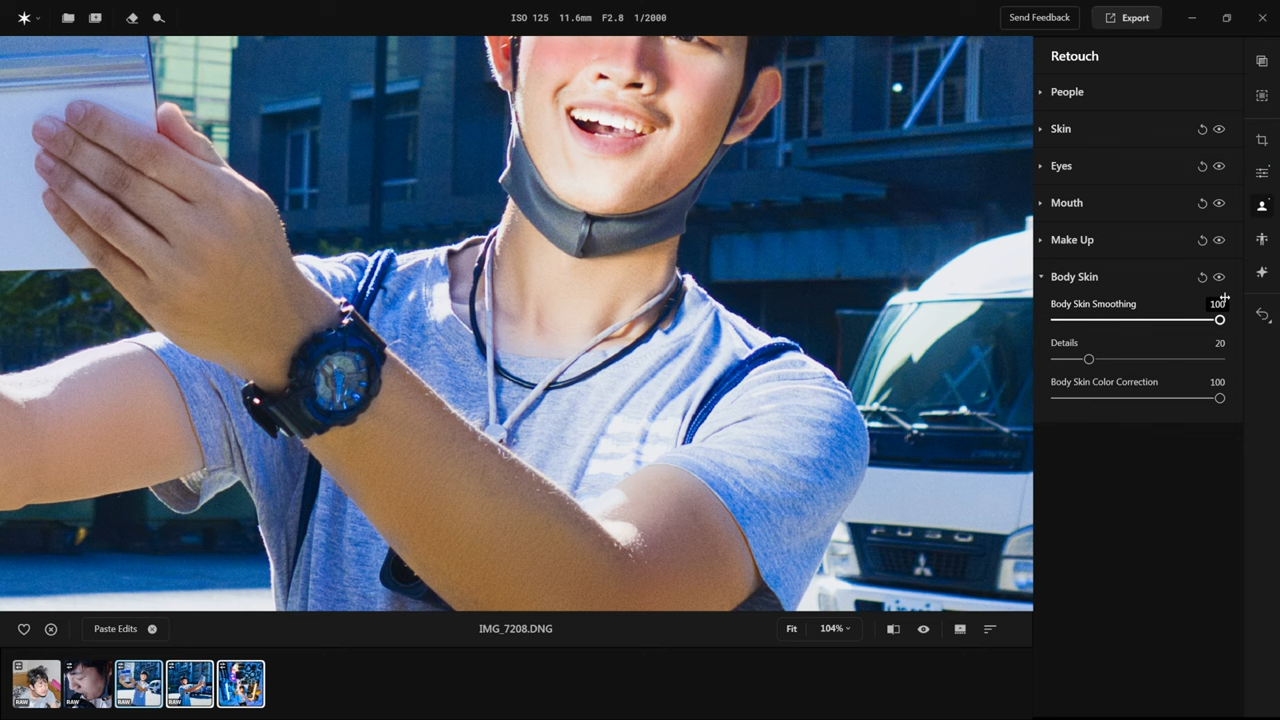 ISO 125 11.6mm F2.8 1/2000
Send Feedback
Export
Retouch
People
Skin
Eyes
Mouth
Make Up
Body Skin
Body Skin Smoothing 100
Details 20
Body Skin Color Correction 100
FUSO
Paste Edits
IMG_7208.DNG
Fit
104%
RAW
RAW
RAW
RAW
RAW